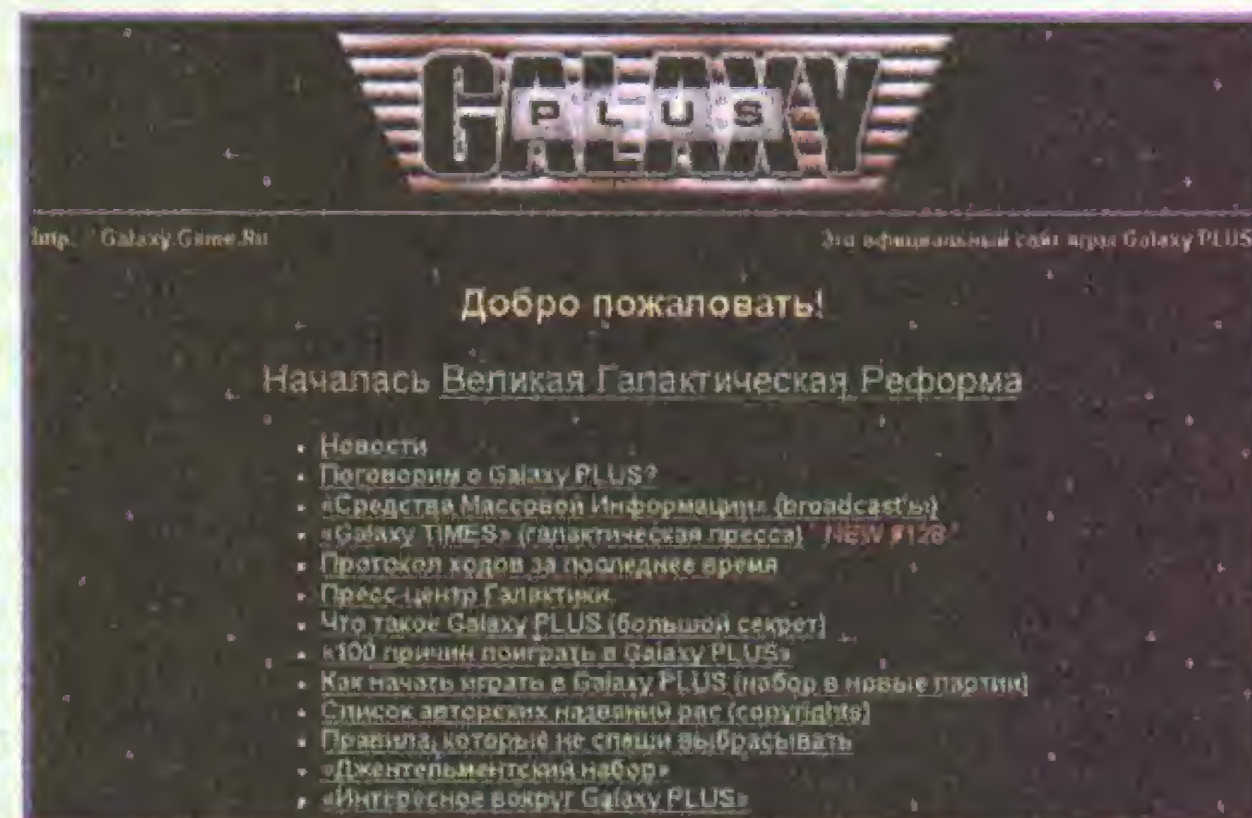 GALAXY
PLUS
http. Galaxy.Game.Ru
Это официальный сайт игры Galaxy PLUS
Добро пожаловать!
Началась Великая Галактическая Реформа
• Новости
• Поговорим о Galaxy PLUS?
• «Средства Массовой Информации» (broadcast'ы)
• «Galaxy TIMES» (галактическая пресса) * NEW #128 *
• Протокол ходов за последнее время
• Пресс-центр Галактики
• Что такое Galaxy PLUS (большой секрет)
• «100 причин поиграть в Galaxy PLUS»
• Как начать играть в Galaxy PLUS (набор в новые партии)
• Список авторских названий рас (copyrights)
• Правила, которые не спеши выбрасывать
• «Джентельментский набор»
• «Интересное вокруг Galaxy PLUS»